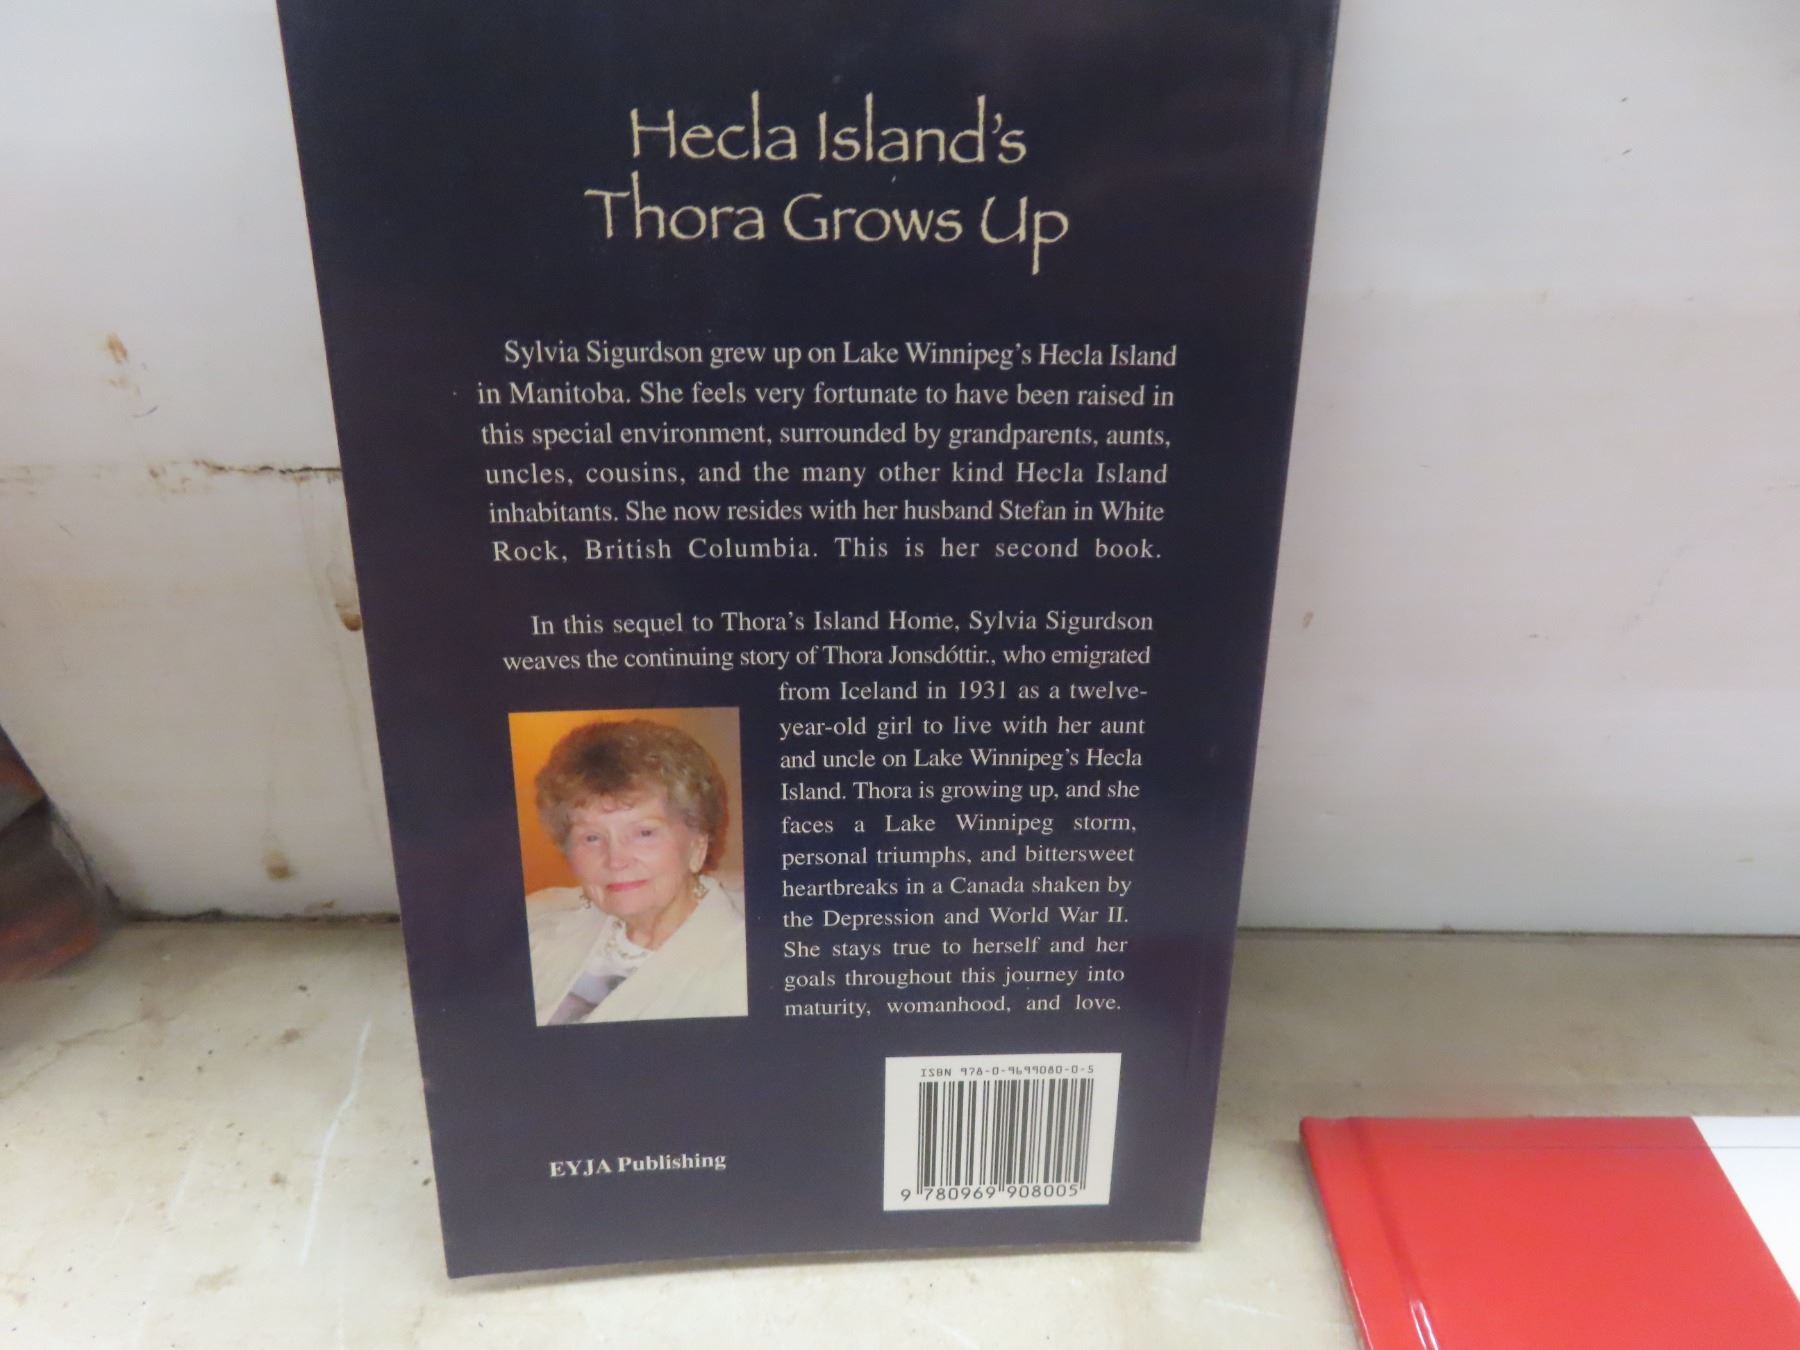 Hecla Island's
Thora Grows Up
Sylvia Sigurdson grew up on Lake Winnipeg's Hecla Island
in Manitoba. She feels very fortunate to have been raised in
this special environment, surrounded by grandparents, aunts,
uncles, cousins, and the many other kind Hecla Island
inhabitants. She now resides with her husband Stefan in White
Rock, British Columbia. This is her second book.
In this sequel to Thora's Island Home, Sylvia Sigurdson
weaves the continuing story of Thora Jonsdóttir., who emigrated
from Iceland in 1931 as a twelve-
year-old girl to live with her aunt
and uncle on Lake Winnipeg's Hecla
Island. Thora is growing up, and she
faces a Lake Winnipeg storm,
personal triumphs, and bittersweet
heartbreaks in a Canada shaken by
the Depression and World War II.
She stays true to herself and her
goals throughout this journey into
maturity, womanhood, and love.
ISBN 978-0-9699080-0-5
EYJA Publishing
9 780969 908005